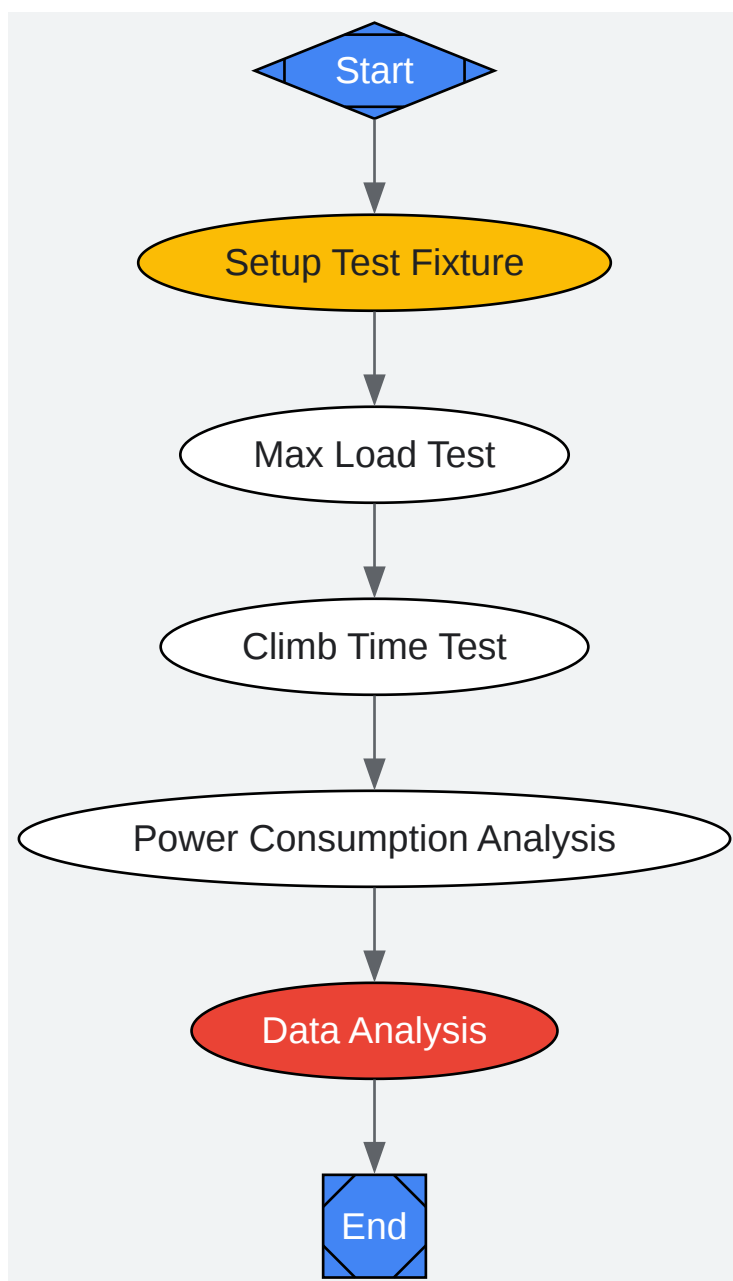 Start
Setup Test Fixture
Max Load Test
Climb Time Test
Power Consumption Analysis
Data Analysis
End